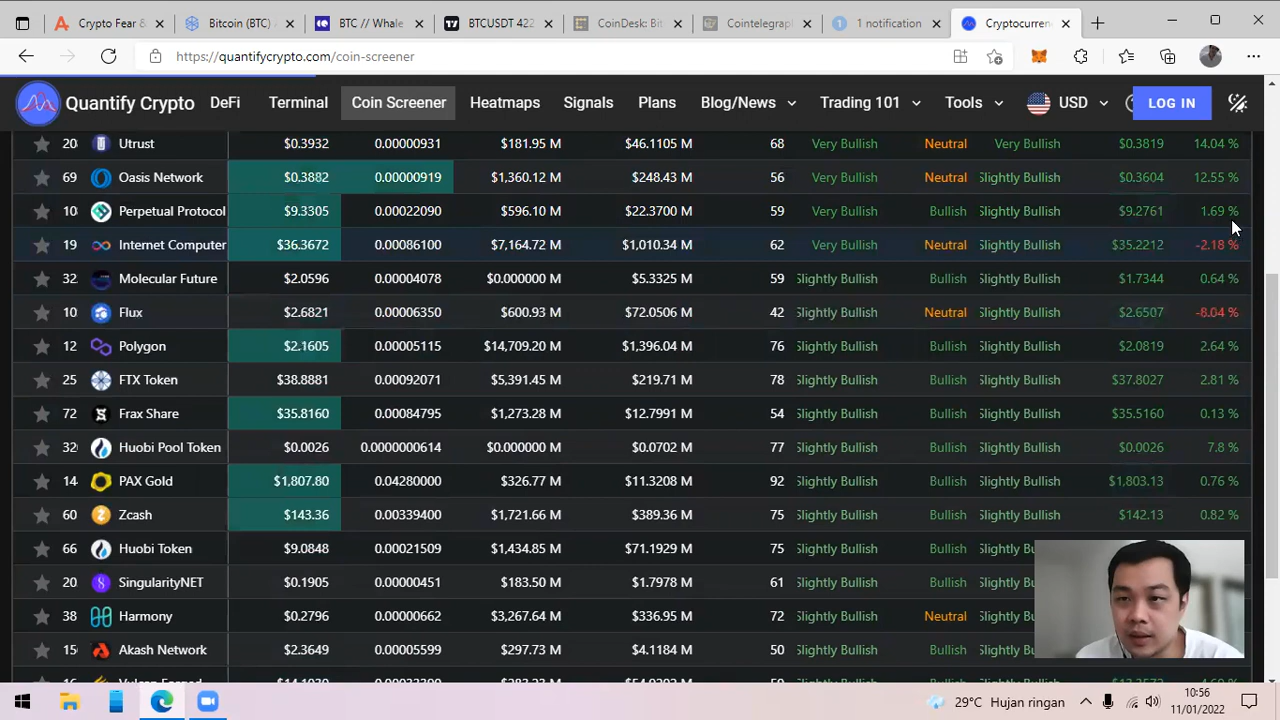 Crypto Fear &
Bitcoin (BTC)
BTC // Whale
BTCUSDT 422
CoinDesk: Bit
Cointelegraph
1 notification
Cryptocurren
https://quantifycrypto.com/coin-screener
Quantify Crypto DeFi Terminal Coin Screener Heatmaps Signals Plans Blog/News Trading 101 Tools USD LOG IN
20 Utrust $0.3932 0.00000931 $181.95 M $46.1105 M 68 Very Bullish Neutral Very Bullish $0.3819 14.04 %
69 Oasis Network $0.3882 0.00000919 $1,360.12 M $248.43 M 56 Very Bullish Neutral Slightly Bullish $0.3604 12.55 %
10 Perpetual Protocol $9.3305 0.00022090 $596.10 M $22.3700 M 59 Very Bullish Bullish Slightly Bullish $9.2761 1.69 %
19 Internet Computer $36.3672 0.00086100 $7,164.72 M $1,010.34 M 62 Very Bullish Neutral Slightly Bullish $35.2212 -2.18 %
32 Molecular Future $2.0596 0.00004078 $0.000000 M $5.3325 M 59 Slightly Bullish Bullish Slightly Bullish $1.7344 0.64 %
10 Flux $2.6821 0.00006350 $600.93 M $72.0506 M 42 Slightly Bullish Neutral Slightly Bullish $2.6507 -8.04 %
12 Polygon $2.1605 0.00005115 $14,709.20 M $1,396.04 M 76 Slightly Bullish Bullish Slightly Bullish $2.0819 2.64 %
25 FTX Token $38.8881 0.00092071 $5,391.45 M $219.71 M 78 Slightly Bullish Bullish Slightly Bullish $37.8027 2.81 %
72 Frax Share $35.8160 0.00084795 $1,273.28 M $12.7991 M 54 Slightly Bullish Bullish Slightly Bullish $35.5160 0.13 %
32 Huobi Pool Token $0.0026 0.0000000614 $0.000000 M $0.0702 M 77 Slightly Bullish Bullish Slightly Bullish $0.0026 7.8 %
14 PAX Gold $1,807.80 0.04280000 $326.77 M $11.3208 M 92 Slightly Bullish Bullish Slightly Bullish $1,803.13 0.76 %
60 Zcash $143.36 0.00339400 $1,721.66 M $389.36 M 75 Slightly Bullish Bullish Slightly Bullish $142.13 0.82 %
66 Huobi Token $9.0848 0.00021509 $1,434.85 M $71.1929 M 75 Slightly Bullish Bullish Slightly Bullish
20 SingularityNET $0.1905 0.00000451 $183.50 M $1.7978 M 61 Slightly Bullish Bullish Slightly Bullish
38 Harmony $0.2796 0.00000662 $3,267.64 M $336.95 M 72 Slightly Bullish Neutral Slightly Bullish
15 Akash Network $2.3649 0.00005599 $297.73 M $4.1184 M 50 Slightly Bullish Bullish Slightly Bullish
29°C Hujan ringan
10:56
11/01/2022